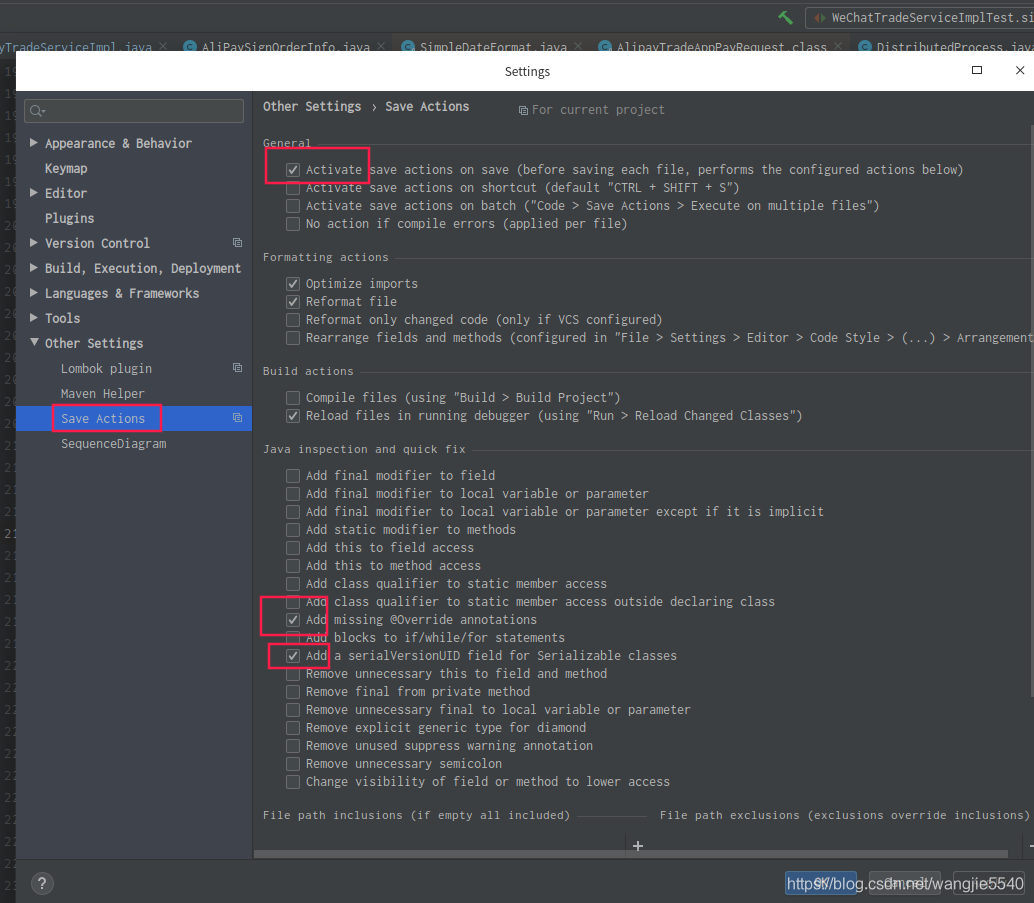 WeChatTradeServiceImplTest.si
yTradeServiceImpl.java
AliPaySignOrderInfo.java
SimpleDateFormat.java
AlipayTradeAppPayRequest.class
DistributedProcess.java
Settings
Other Settings › Save Actions
For current project
Appearance & Behavior
Keymap
Editor
Plugins
Version Control
Build, Execution, Deployment
Languages & Frameworks
Tools
Other Settings
Lombok plugin
Maven Helper
Save Actions
SequenceDiagram
General
Activate save actions on save (before saving each file, performs the configured actions below)
Activate save actions on shortcut (default "CTRL + SHIFT + S")
Activate save actions on batch ("Code > Save Actions > Execute on multiple files")
No action if compile errors (applied per file)
Formatting actions
Optimize imports
Reformat file
Reformat only changed code (only if VCS configured)
Rearrange fields and methods (configured in "File > Settings > Editor > Code Style > (...) > Arrangement
Build actions
Compile files (using "Build > Build Project")
Reload files in running debugger (using "Run > Reload Changed Classes")
Java inspection and quick fix
Add final modifier to field
Add final modifier to local variable or parameter
Add final modifier to local variable or parameter except if it is implicit
Add static modifier to methods
Add this to field access
Add this to method access
Add class qualifier to static member access
Add class qualifier to static member access outside declaring class
Add missing @Override annotations
Add blocks to if/while/for statements
Add a serialVersionUID field for Serializable classes
Remove unnecessary this to field and method
Remove final from private method
Remove unnecessary final to local variable or parameter
Remove explicit generic type for diamond
Remove unused suppress warning annotation
Remove unnecessary semicolon
Change visibility of field or method to lower access
File path inclusions (if empty all included)
File path exclusions (exclusions override inclusions)
?
OK
Cancel
https://blog.csdn.net/wangjie5540